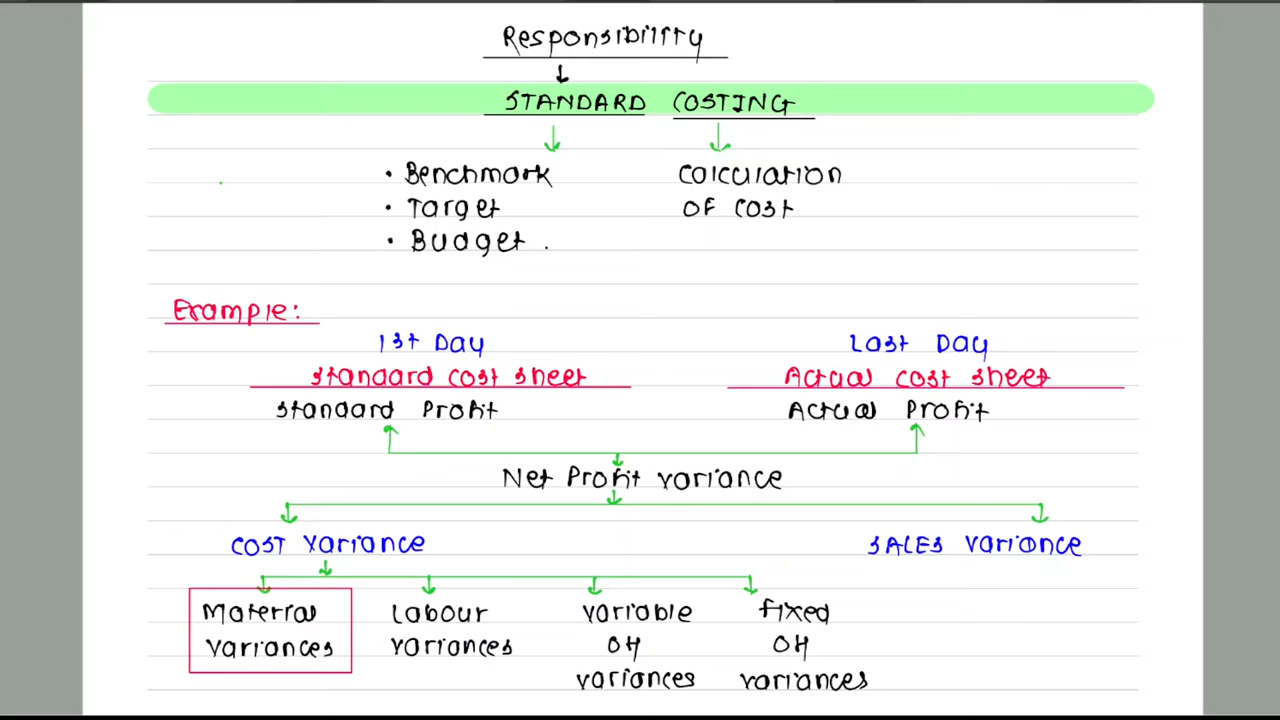 Responsibility
STANDARD COSTING
• Benchmark
• Target
• Budget.
Calculation
OF COST
Example:
1st Day
Standard cost sheet
Standard Profit
Last Day
Actual cost sheet
Actual Profit
Net Profit variance
COST Variance
SALES Variance
Material
variances
Labour
variances
variable
OH
variances
fixed
OH
variances